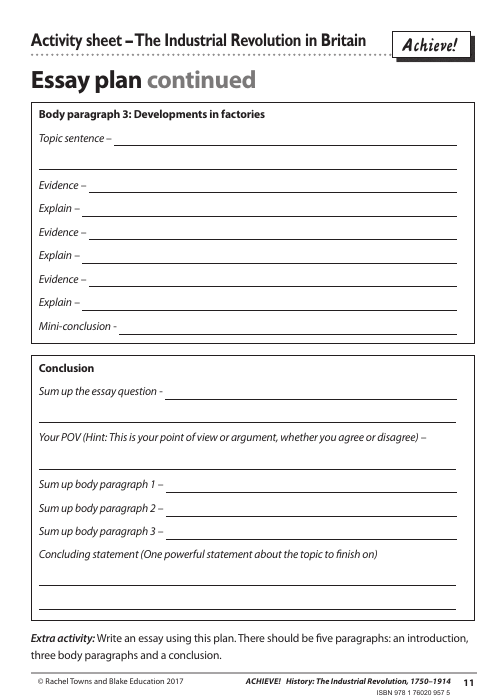 Activity sheet – The Industrial Revolution in Britain
Achieve!
Essay plan continued
Body paragraph 3: Developments in factories
Topic sentence –
Evidence –
Explain –
Evidence –
Explain –
Evidence –
Explain –
Mini-conclusion -
Conclusion
Sum up the essay question -
Your POV (Hint: This is your point of view or argument, whether you agree or disagree) –
Sum up body paragraph 1 –
Sum up body paragraph 2 –
Sum up body paragraph 3 –
Concluding statement (One powerful statement about the topic to finish on)
Extra activity: Write an essay using this plan. There should be five paragraphs: an introduction,
three body paragraphs and a conclusion.
© Rachel Towns and Blake Education 2017
ACHIEVE! History: The Industrial Revolution, 1750–1914 11
ISBN 978 1 76020 957 5